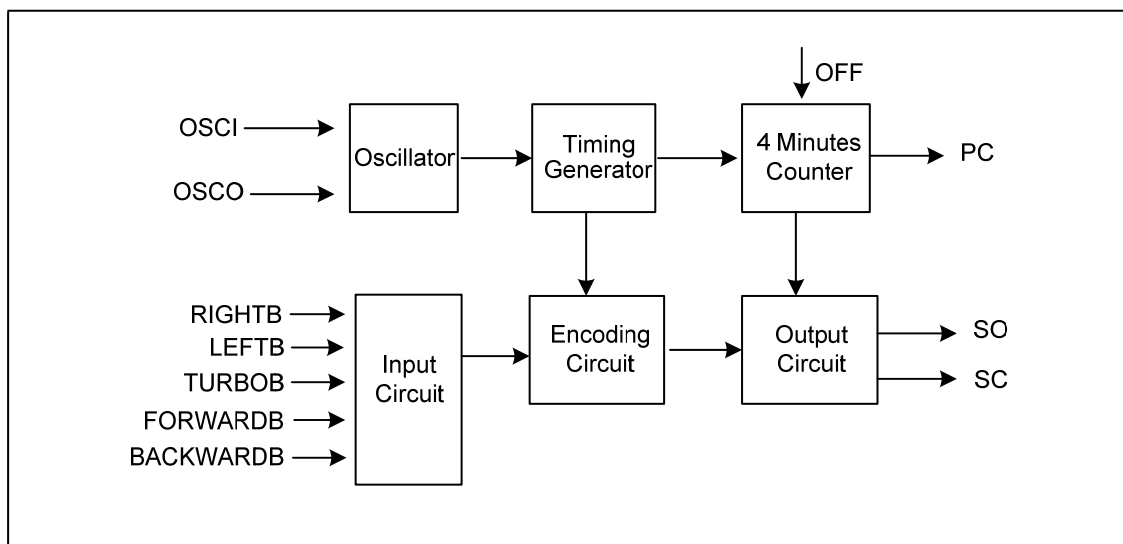 OFF
OSCI
Oscillator
Timing
Generator
4 Minutes
Counter
PC
OSCO
RIGHTB
LEFTB
TURBOB
FORWARDB
BACKWARDB
Input
Circuit
Encoding
Circuit
Output
Circuit
SO
SC